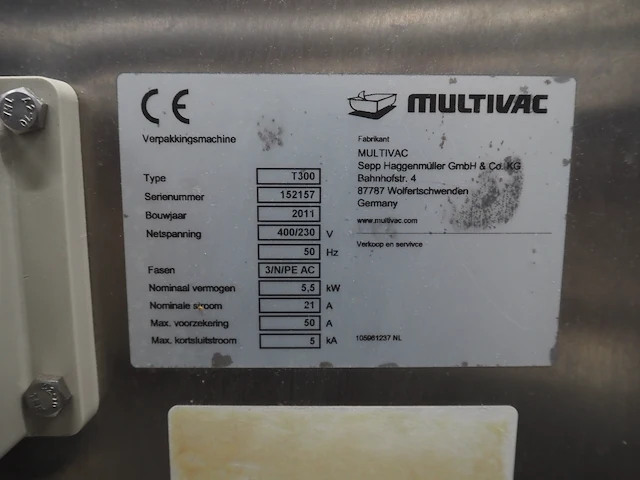 CE
MULTIVAC
Verpakkingsmachine
Fabrikant
MULTIVAC
Sepp Haggenmüller GmbH & Co. KG
Bahnhofstr. 4
87787 Wolfertschwenden
Germany
www.multivac.com
Verkoop en servivce
Type T300
Serienummer 152157
Bouwjaar 2011
Netspanning 400/230 V
50 Hz
Fasen 3/N/PE AC
Nominaal vermogen 5,5 kW
Nominale stroom 21 A
Max. voorzekering 50 A
Max. kortsluitstroom 5 kA
105961237 NL